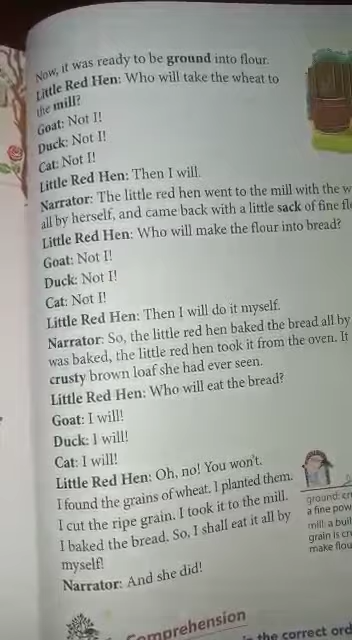 Now, it was ready to be ground into flour.
Little Red Hen: Who will take the wheat to
the mill?
Goat: Not I!
Duck: Not I!
Cat: Not I!
Little Red Hen: Then I will.
Narrator: The little red hen went to the mill with the w
all by herself, and came back with a little sack of fine fl
Little Red Hen: Who will make the flour into bread?
Goat: Not I!
Duck: Not I!
Cat: Not I!
Little Red Hen: Then I will do it myself.
Narrator: So, the little red hen baked the bread all by
was baked, the little red hen took it from the oven. It
crusty brown loaf she had ever seen.
Little Red Hen: Who will eat the bread?
Goat: I will!
Duck: I will!
Cat: I will!
Little Red Hen: Oh, no! You won't.
I found the grains of wheat. I planted them.
I cut the ripe grain. I took it to the mill.
I baked the bread. So, I shall eat it all by
myself!
Narrator: And she did!
ground: cr
a fine pow
mill: a buil
grain is cr
make flou
Comprehension
in the correct ord